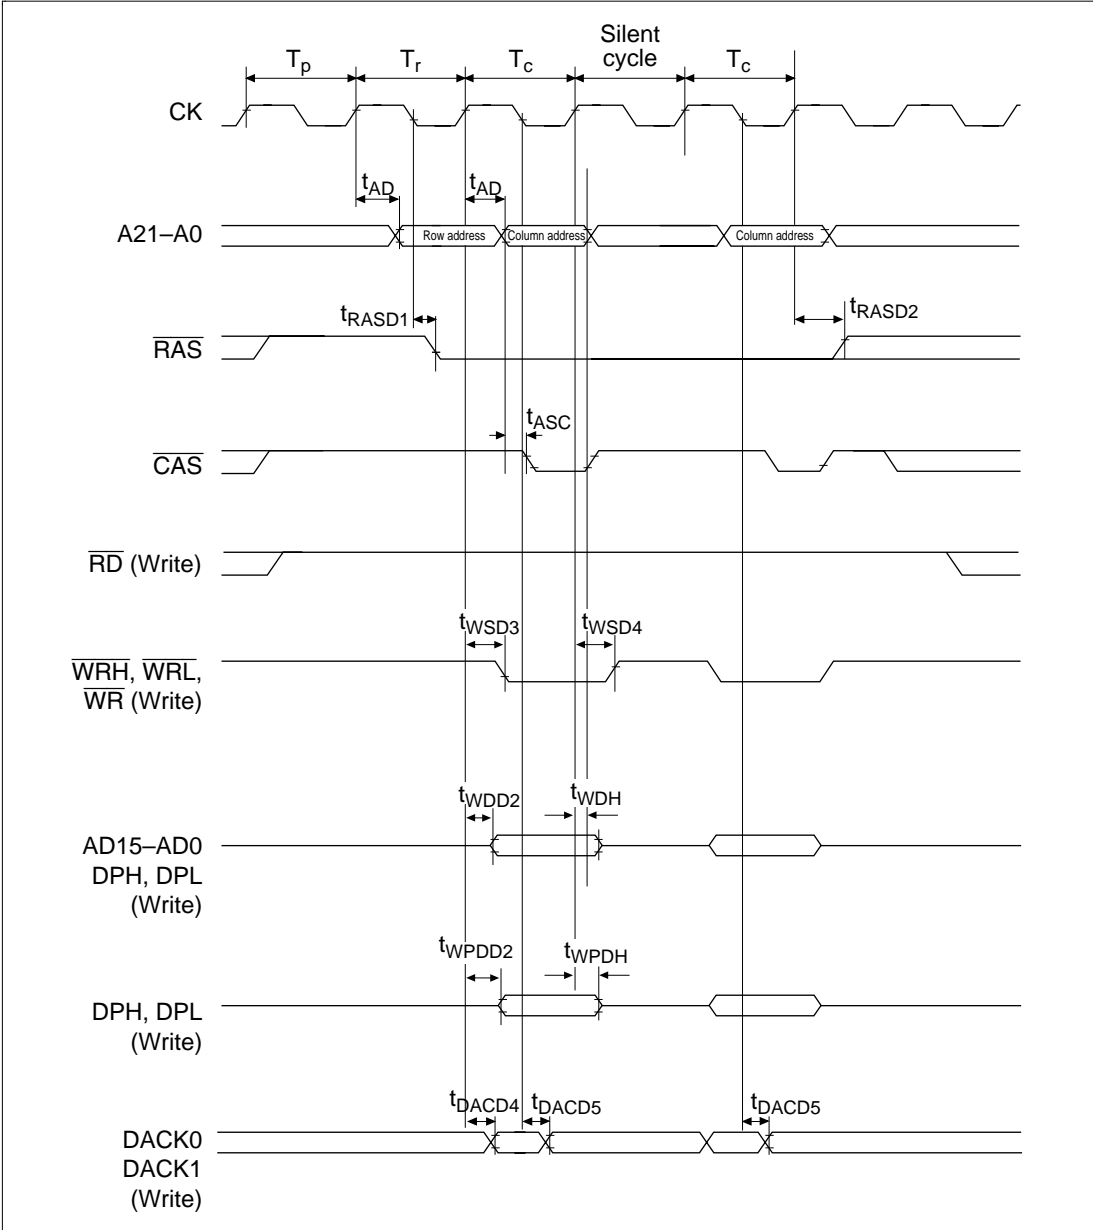 Silent
Tp Tr Tc cycle Tc
CK
tAD tAD
A21–A0 Row address Column address Column address
tRASD1 tRASD2
RAS
tASC
CAS
RD (Write)
tWSD3 tWSD4
WRH, WRL,
WR (Write)
tWDD2 tWDH
AD15–AD0
DPH, DPL
(Write)
tWPDD2 tWPDH
DPH, DPL
(Write)
tDACD4 tDACD5 tDACD5
DACK0
DACK1
(Write)